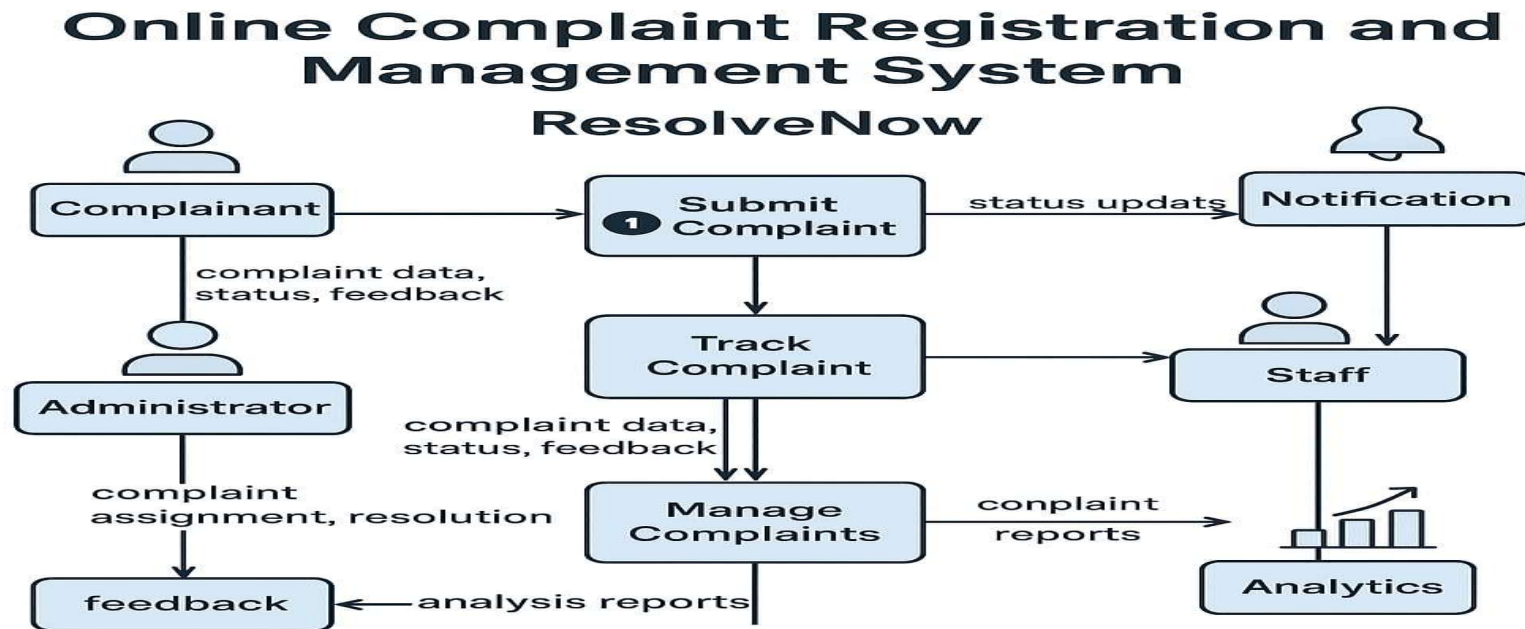 Online Complaint Registration and
Management System
ResolveNow
Complainant
1
Submit
Complaint
status updats
Notification
complaint data,
status, feedback
Track
Complaint
Staff
Administrator
complaint data,
status, feedback
complaint
assignment, resolution
Manage
Complaints
conplaint
reports
feedback
analysis reports
Analytics